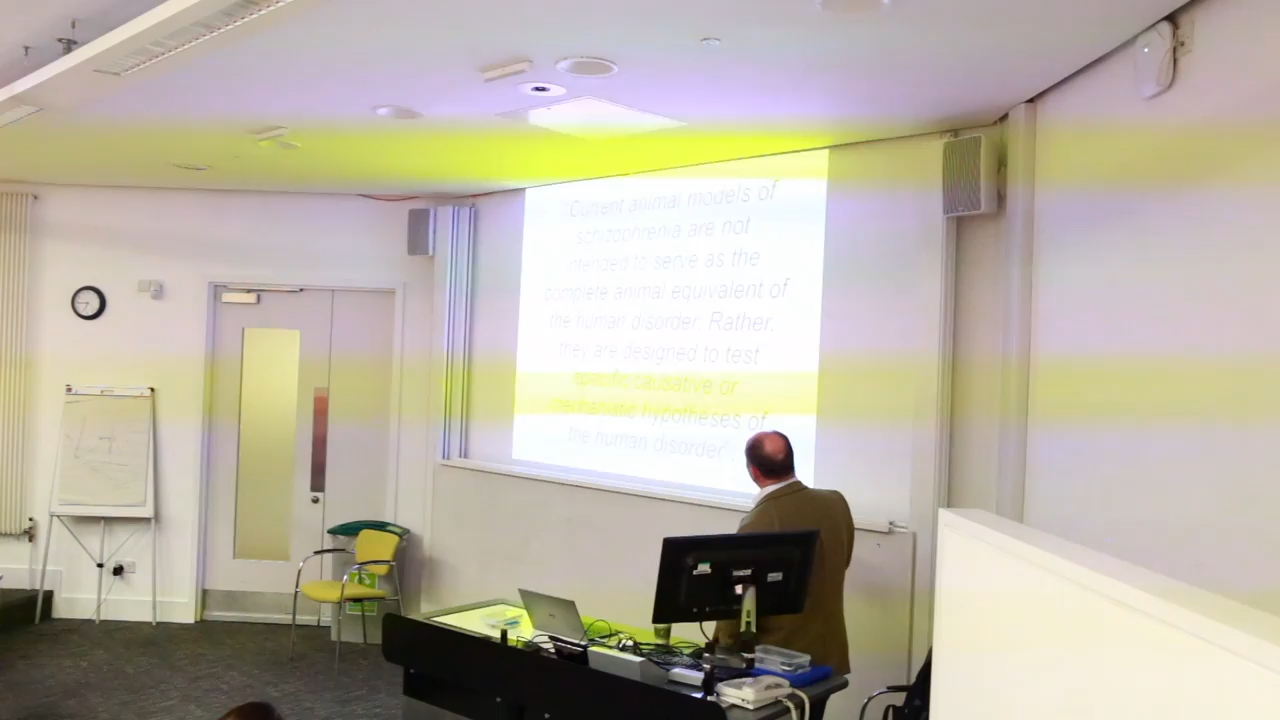 "Current animal models of
schizophrenia are not
intended to serve as the
complete animal equivalent of
the human disorder. Rather,
they are designed to test
specific causative or
mechanistic hypotheses of
the human disorder"